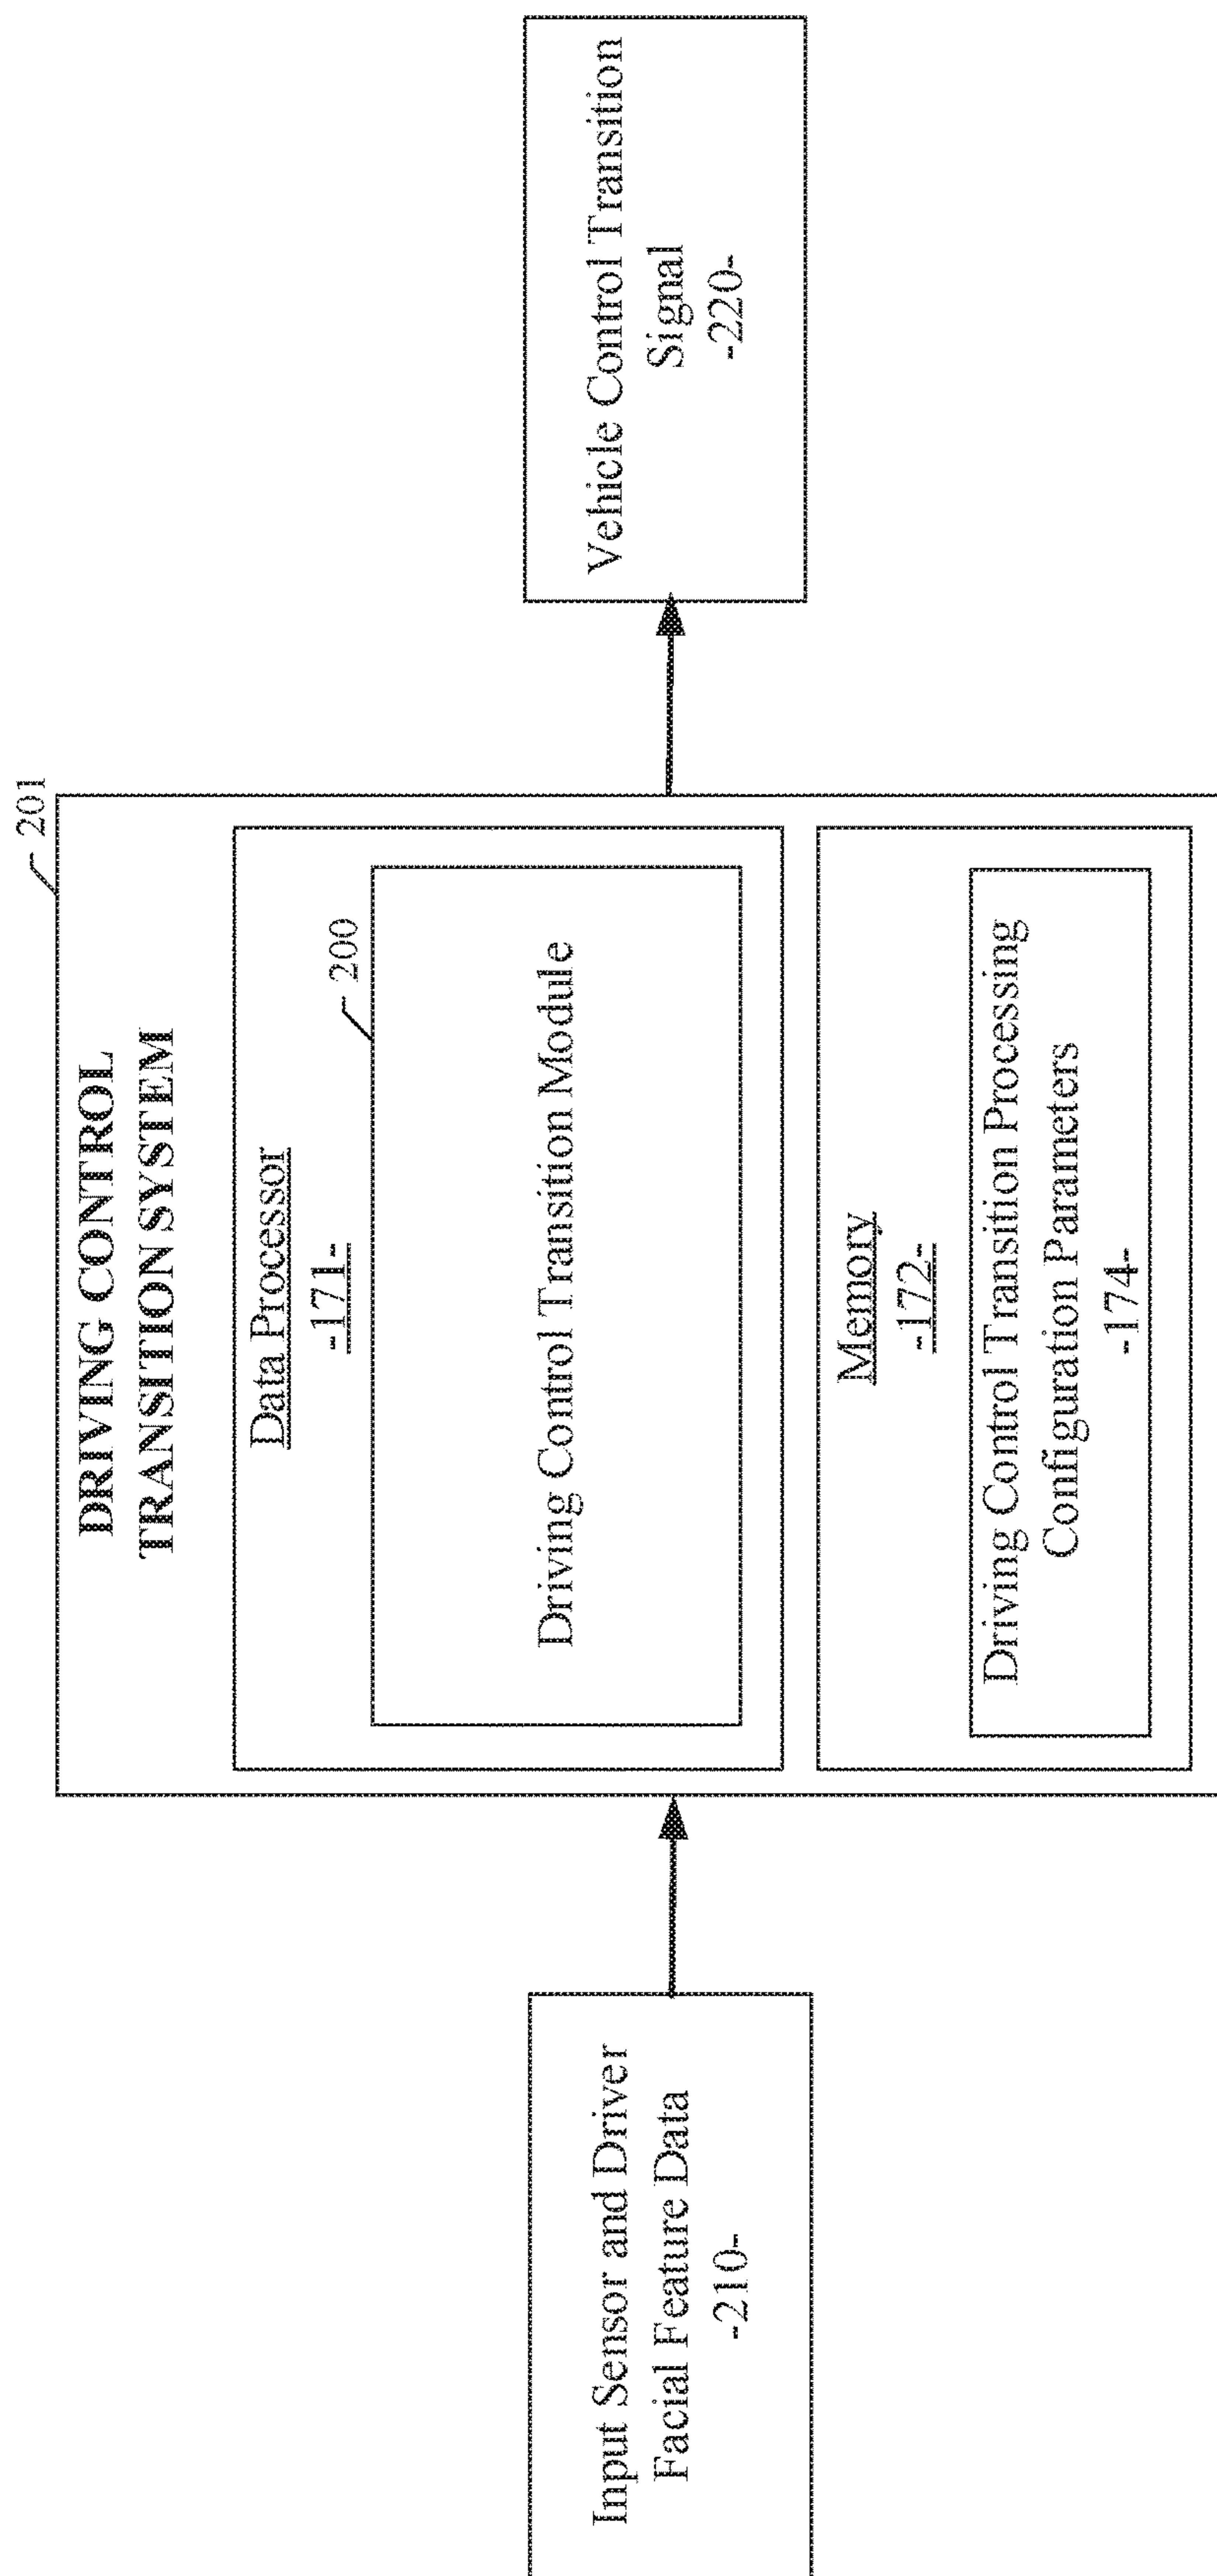 201
DRIVING CONTROL
TRANSITION SYSTEM
Data Processor
-171-
200
Driving Control Transition Module
Memory
-172-
Driving Control Transition Processing
Configuration Parameters
-174-
Input Sensor and Driver
Facial Feature Data
-210-
Vehicle Control Transition
Signal
-220-